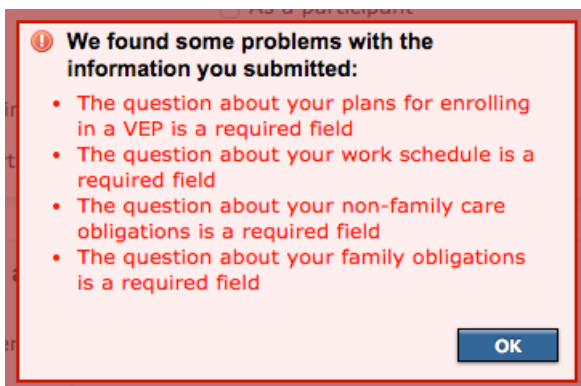 As a participant
We found some problems with the
information you submitted:
• The question about your plans for enrolling
in a VEP is a required field
• The question about your work schedule is a
required field
• The question about your non-family care
obligations is a required field
• The question about your family obligations
is a required field
OK